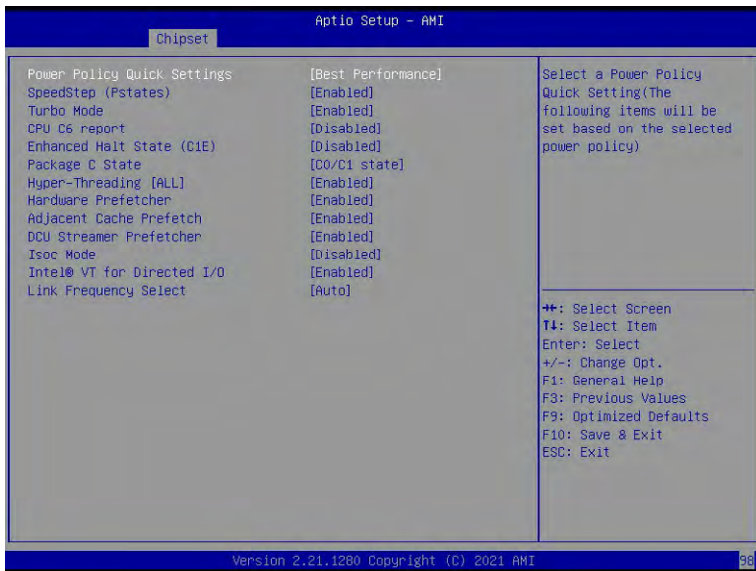 Aptio Setup - AMI
Chipset
Power Policy Quick Settings [Best Performance]
SpeedStep (Pstates) [Enabled]
Turbo Mode [Enabled]
CPU C6 report [Disabled]
Enhanced Halt State (C1E) [Disabled]
Package C State [C0/C1 state]
Hyper-Threading [ALL] [Enabled]
Hardware Prefetcher [Enabled]
Adjacent Cache Prefetch [Enabled]
DCU Streamer Prefetcher [Enabled]
Isoc Mode [Disabled]
Intel® VT for Directed I/O [Enabled]
Link Frequency Select [Auto]
Select a Power Policy
Quick Setting(The
following items will be
set based on the selected
power policy)
→←: Select Screen
↑↓: Select Item
Enter: Select
+/-: Change Opt.
F1: General Help
F3: Previous Values
F9: Optimized Defaults
F10: Save & Exit
ESC: Exit
Version 2.21.1280 Copyright (C) 2021 AMI
98